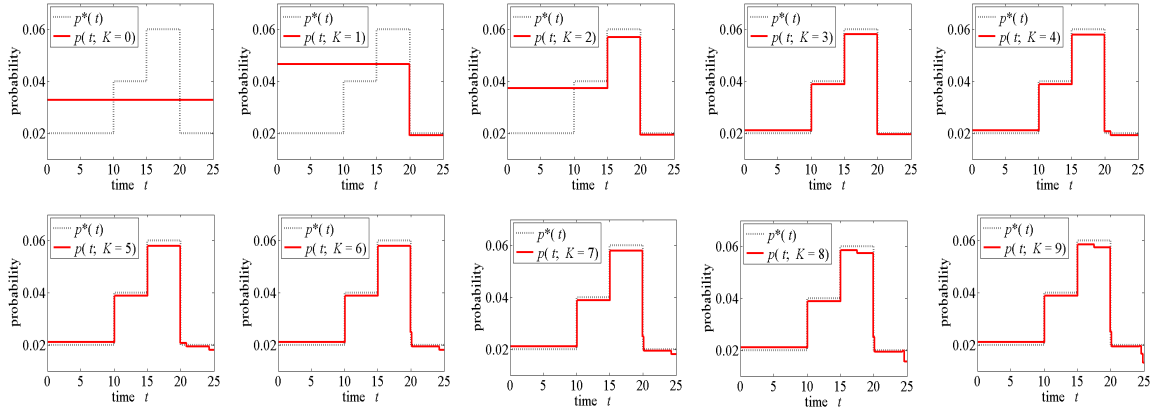 p*( t)
p( t; K = 0)
0.06
0.04
0.02
probability
0 5 10 15 20 25
time t
p*( t)
p( t; K = 1)
0.06
0.04
0.02
probability
0 5 10 15 20 25
time t
p*( t)
p( t; K = 2)
0.06
0.04
0.02
probability
0 5 10 15 20 25
time t
p*( t)
p( t; K = 3)
0.06
0.04
0.02
probability
0 5 10 15 20 25
time t
p*( t)
p( t; K = 4)
0.06
0.04
0.02
probability
0 5 10 15 20 25
time t
p*( t)
p( t; K = 5)
0.06
0.04
0.02
probability
0 5 10 15 20 25
time t
p*( t)
p( t; K = 6)
0.06
0.04
0.02
probability
0 5 10 15 20 25
time t
p*( t)
p( t; K = 7)
0.06
0.04
0.02
probability
0 5 10 15 20 25
time t
p*( t)
p( t; K = 8)
0.06
0.04
0.02
probability
0 5 10 15 20 25
time t
p*( t)
p( t; K = 9)
0.06
0.04
0.02
probability
0 5 10 15 20 25
time t